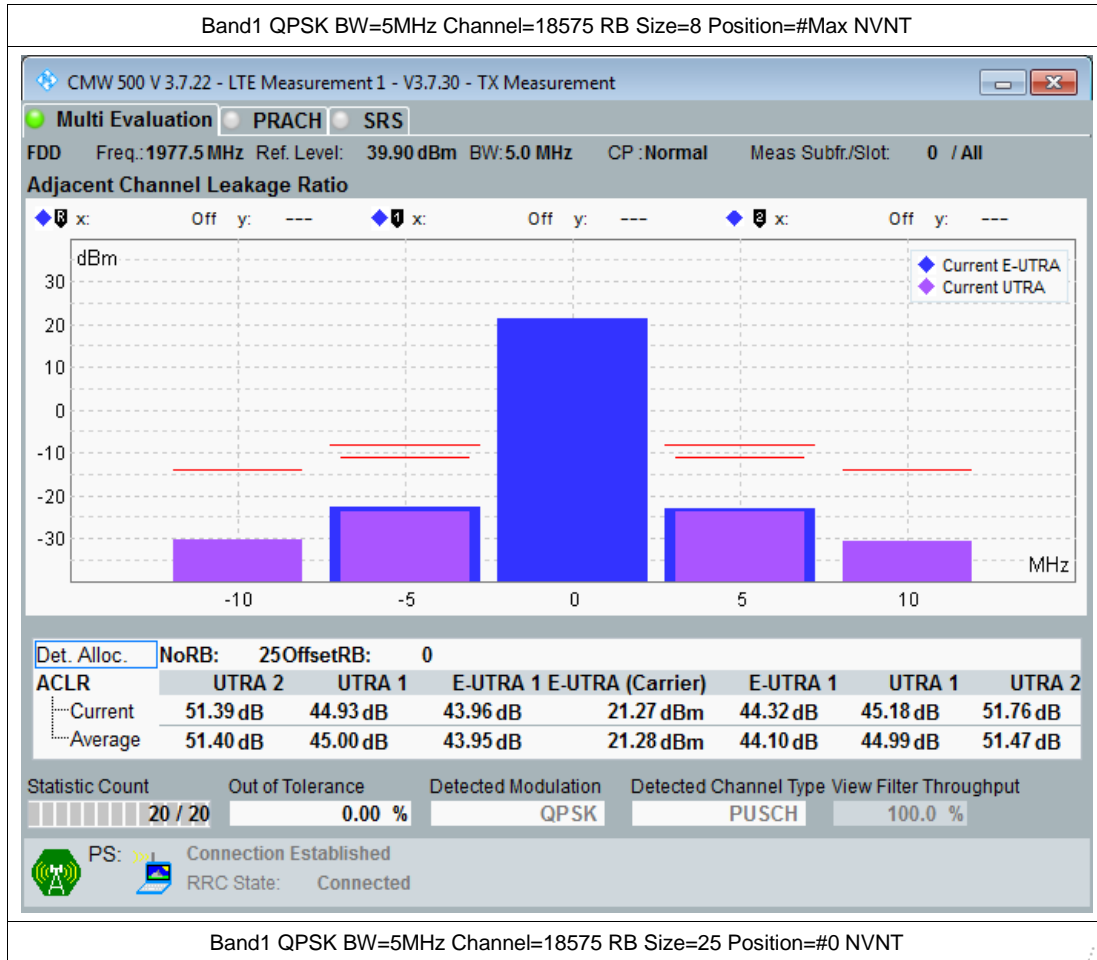 Band1 QPSK BW=5MHz Channel=18575 RB Size=8 Position=#Max NVNT
CMW 500 V 3.7.22 - LTE Measurement 1 - V3.7.30 - TX Measurement
Multi Evaluation PRACH SRS
FDD Freq.:1977.5 MHz Ref. Level: 39.90 dBm BW:5.0 MHz CP :Normal Meas Subfr./Slot: 0 / All
Adjacent Channel Leakage Ratio
R x: Off y: --- 1 x: Off y: --- 2 x: Off y: ---
dBm
Current E-UTRA
Current UTRA
30
20
10
0
-10
-20
-30
MHz
-10 -5 0 5 10
Det. Alloc. NoRB: 25 OffsetRB: 0
ACLR UTRA 2 UTRA 1 E-UTRA 1 E-UTRA (Carrier) E-UTRA 1 UTRA 1 UTRA 2
Current 51.39 dB 44.93 dB 43.96 dB 21.27 dBm 44.32 dB 45.18 dB 51.76 dB
Average 51.40 dB 45.00 dB 43.95 dB 21.28 dBm 44.10 dB 44.99 dB 51.47 dB
Statistic Count Out of Tolerance Detected Modulation Detected Channel Type View Filter Throughput
20 / 20 0.00 % QPSK PUSCH 100.0 %
PS: Connection Established
RRC State: Connected
Band1 QPSK BW=5MHz Channel=18575 RB Size=25 Position=#0 NVNT